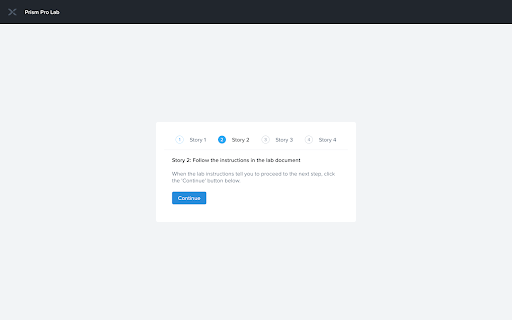 Prism Pro Lab
1 Story 1 2 Story 2 3 Story 3 4 Story 4
Story 2: Follow the instructions in the lab document
When the lab instructions tell you to proceed to the next step, click
the 'Continue' button below.
Continue